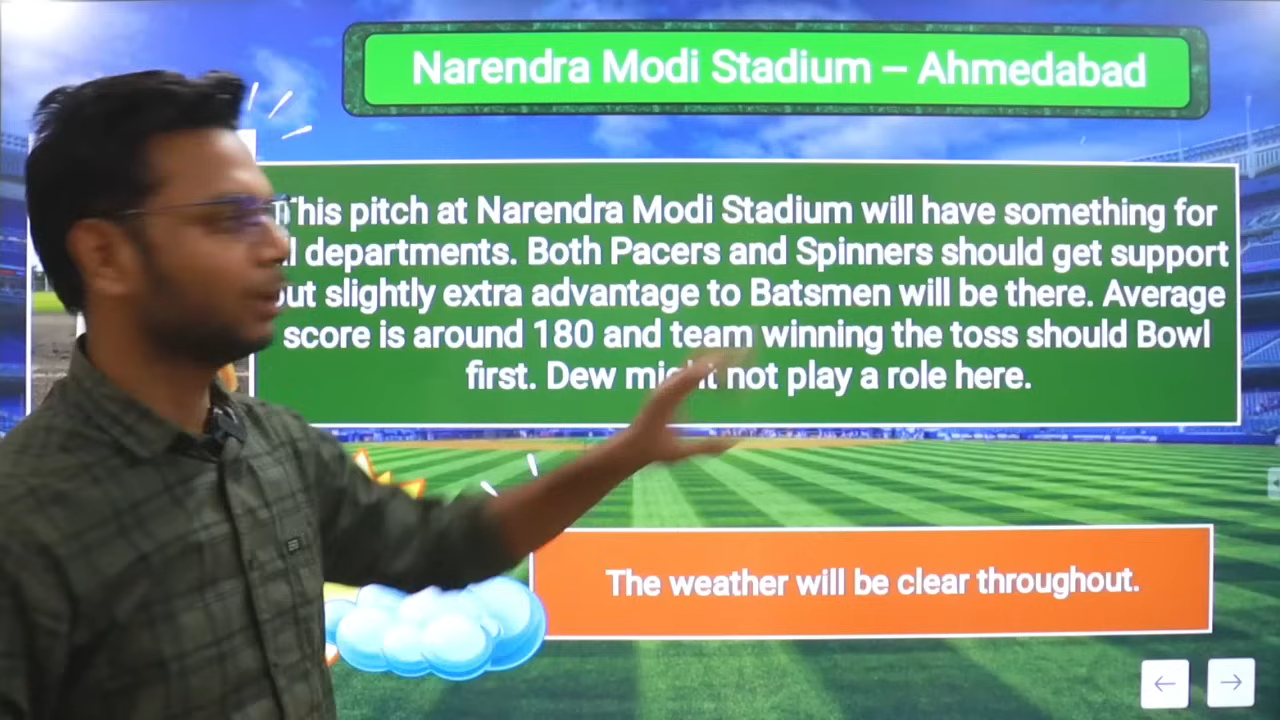 Narendra Modi Stadium – Ahmedabad
This pitch at Narendra Modi Stadium will have something for
departments. Both Pacers and Spinners should get support
but slightly extra advantage to Batsmen will be there. Average
score is around 180 and team winning the toss should Bowl
first. Dew might not play a role here.
The weather will be clear throughout.